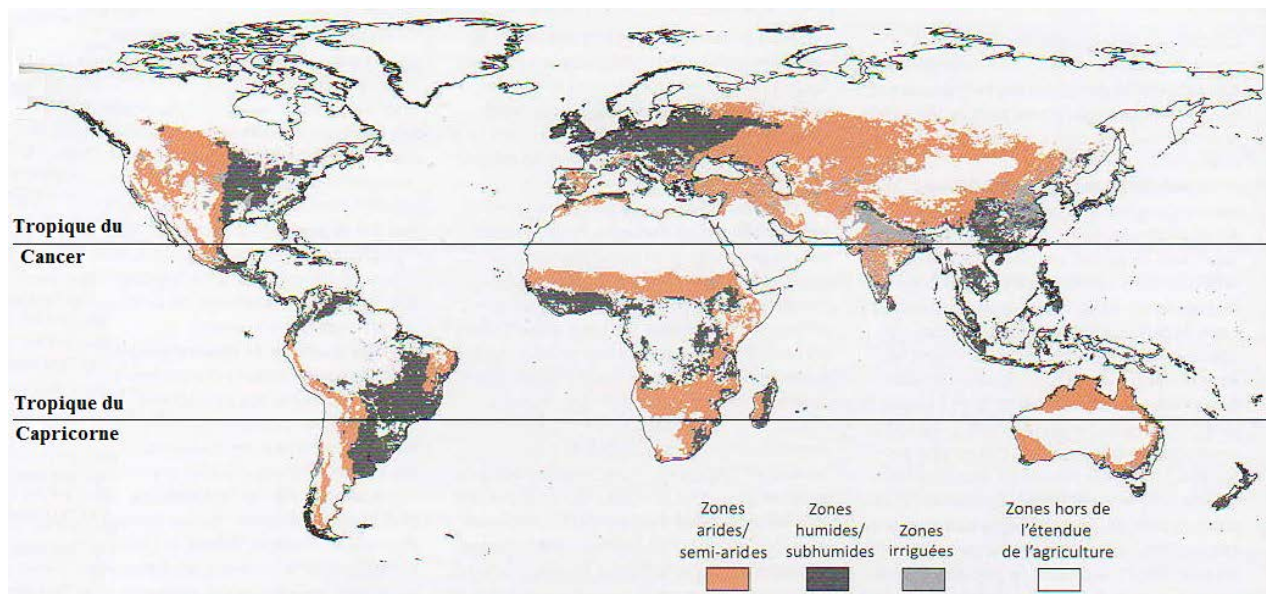 Tropique du
Cancer
Tropique du
Capricorne
Zones
arides/
semi-arides
Zones
humides/
subhumides
Zones
irriguées
Zones hors de
l'étendue
de l'agriculture